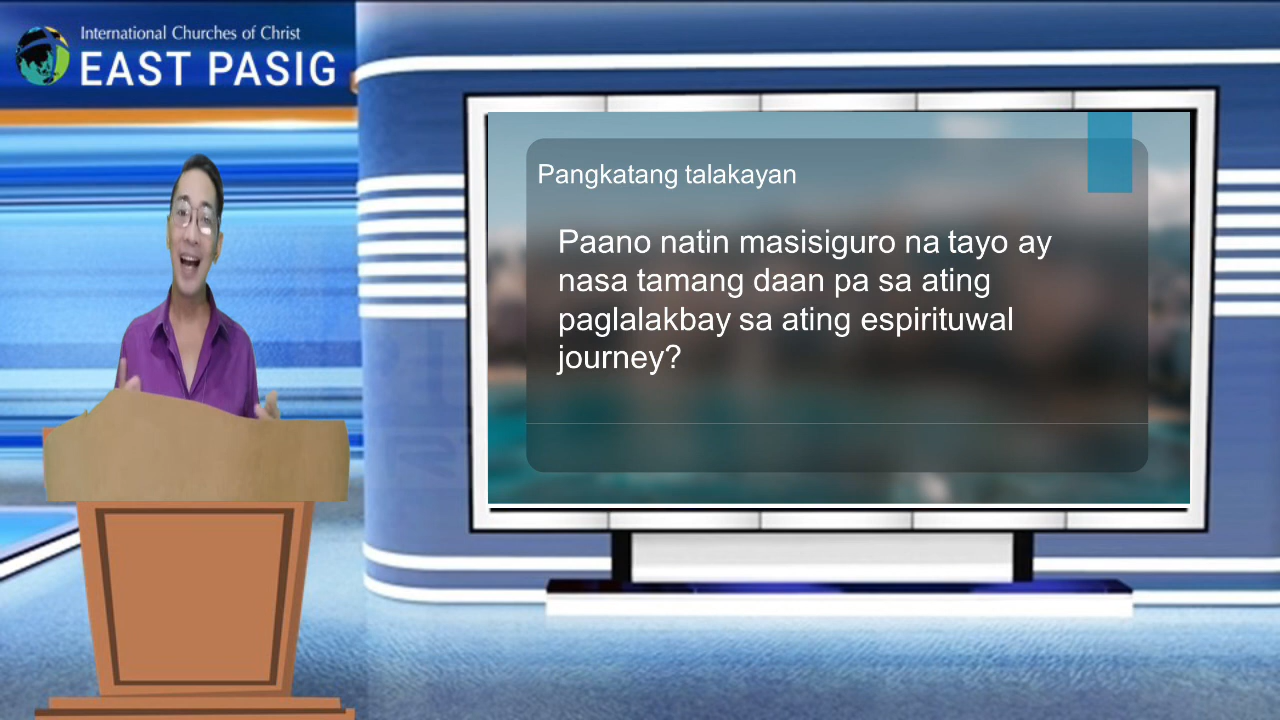 International Churches of Christ
EAST PASIG
Pangkatang talakayan
Paano natin masisiguro na tayo ay
nasa tamang daan pa sa ating
paglalakbay sa ating espirituwal
journey?